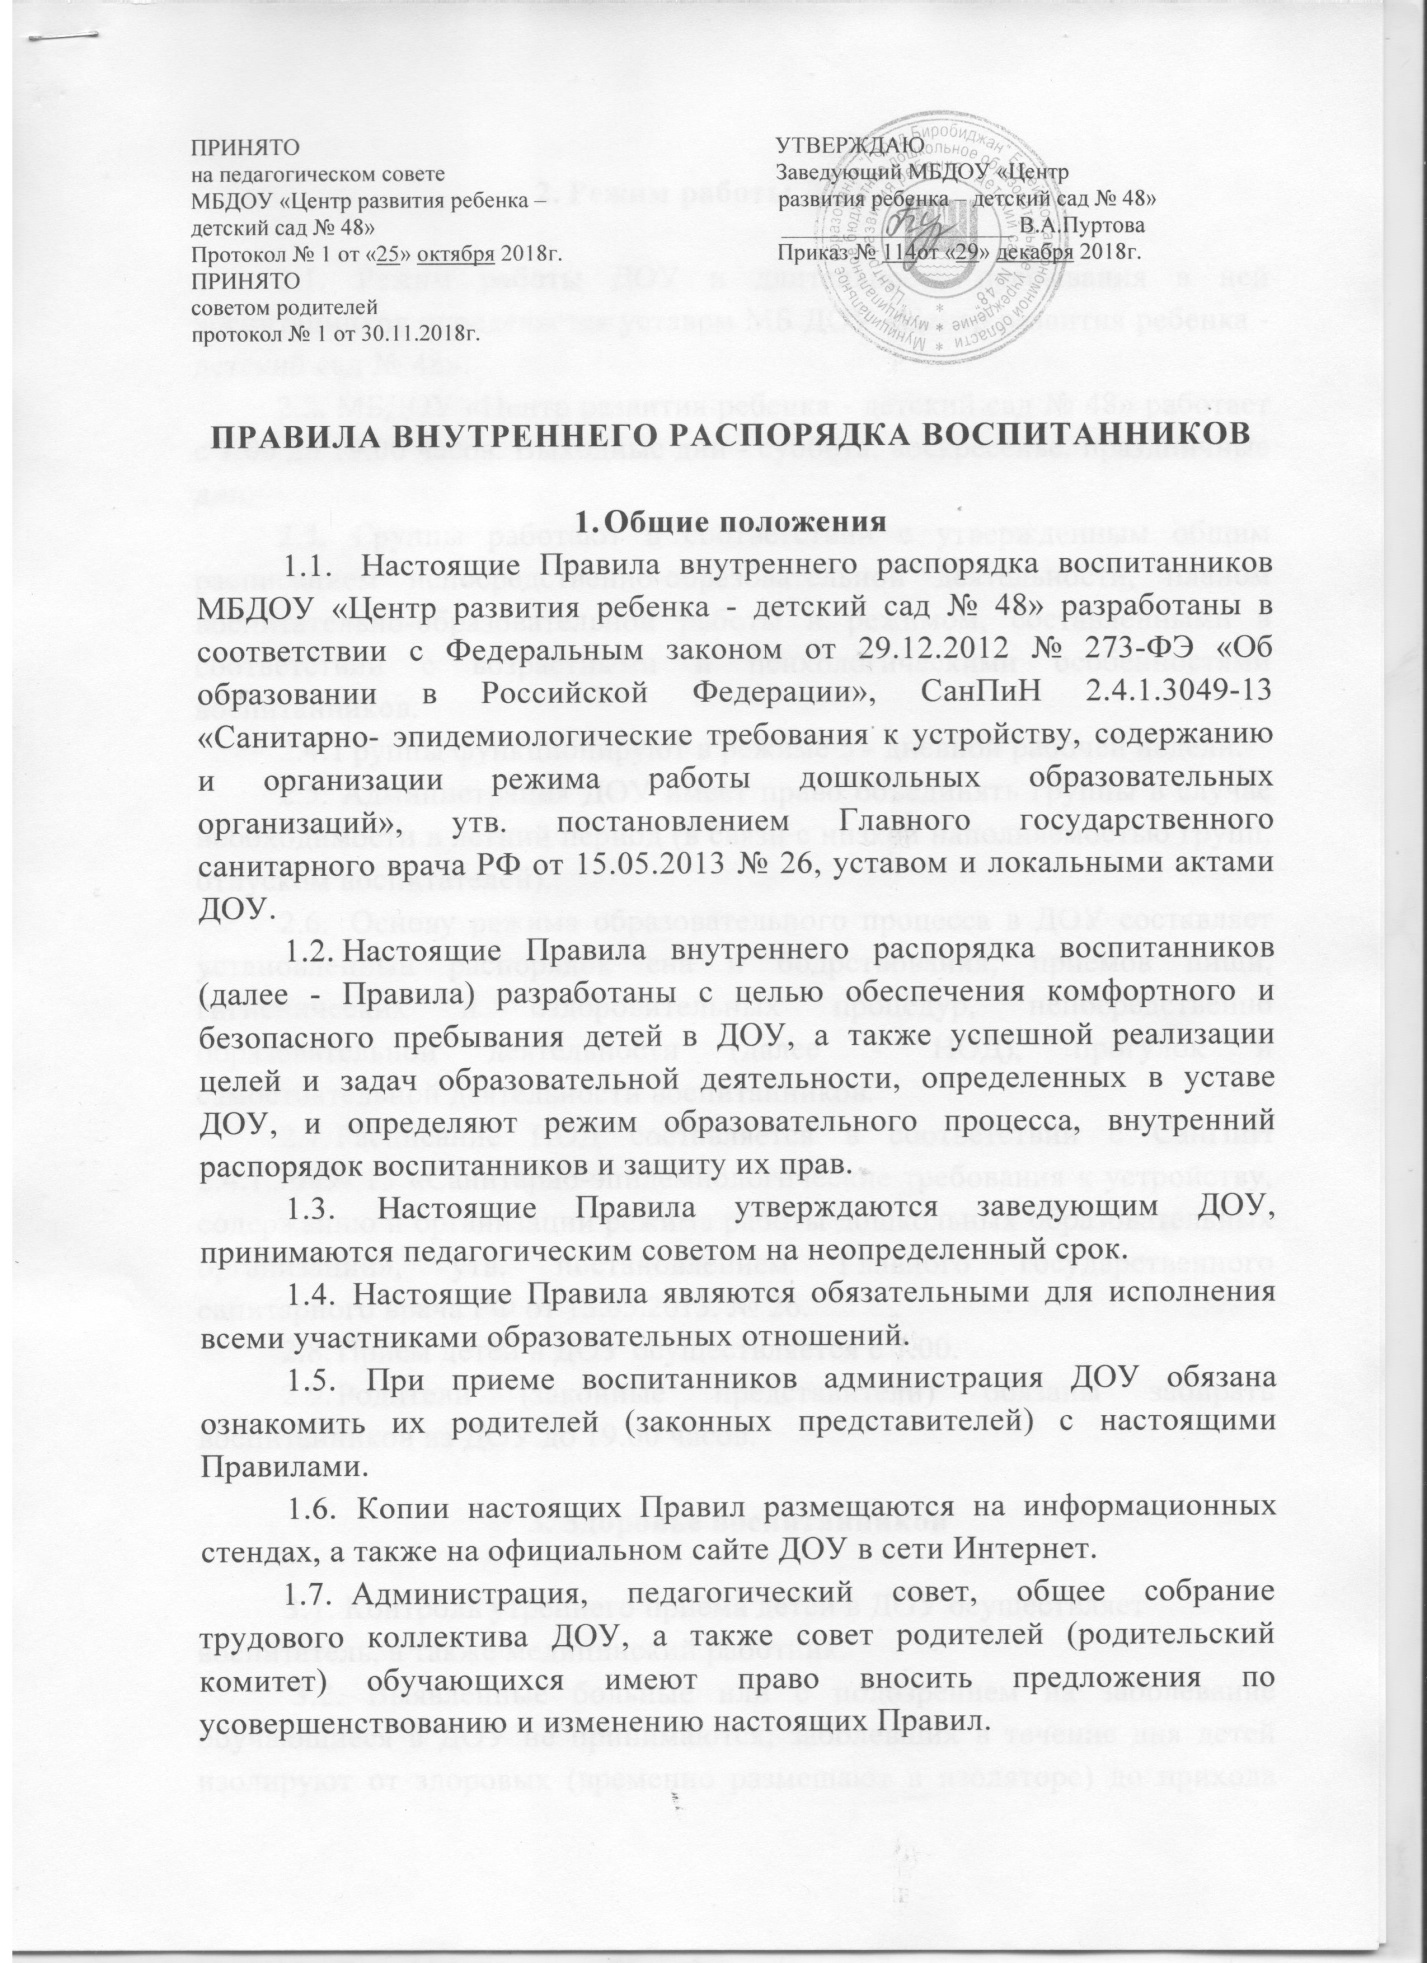 ПРИНЯТО
на педагогическом совете
МБДОУ «Центр развития ребенка –
детский сад № 48»
Протокол № 1 от «25» октября 2018г.
ПРИНЯТО
советом родителей
протокол № 1 от 30.11.2018г.
УТВЕРЖДАЮ
Заведующий МБДОУ «Центр
развития ребенка – детский сад № 48»
В.А.Пуртова
Приказ № 114от «29» декабря 2018г.
ПРАВИЛА ВНУТРЕННЕГО РАСПОРЯДКА ВОСПИТАННИКОВ
1. Общие положения
1.1. Настоящие Правила внутреннего распорядка воспитанников
МБДОУ «Центр развития ребенка - детский сад № 48» разработаны в
соответствии с Федеральным законом от 29.12.2012 № 273-ФЭ «Об
образовании в Российской Федерации», СанПиН 2.4.1.3049-13
«Санитарно- эпидемиологические требования к устройству, содержанию
и организации режима работы дошкольных образовательных
организаций», утв. постановлением Главного государственного
санитарного врача РФ от 15.05.2013 № 26, уставом и локальными актами
ДОУ.
1.2. Настоящие Правила внутреннего распорядка воспитанников
(далее - Правила) разработаны с целью обеспечения комфортного и
безопасного пребывания детей в ДОУ, а также успешной реализации
целей и задач образовательной деятельности, определенных в уставе
ДОУ, и определяют режим образовательного процесса, внутренний
распорядок воспитанников и защиту их прав.
1.3. Настоящие Правила утверждаются заведующим ДОУ,
принимаются педагогическим советом на неопределенный срок.
1.4. Настоящие Правила являются обязательными для исполнения
всеми участниками образовательных отношений.
1.5. При приеме воспитанников администрация ДОУ обязана
ознакомить их родителей (законных представителей) с настоящими
Правилами.
1.6. Копии настоящих Правил размещаются на информационных
стендах, а также на официальном сайте ДОУ в сети Интернет.
1.7. Администрация, педагогический совет, общее собрание
трудового коллектива ДОУ, а также совет родителей (родительский
комитет) обучающихся имеют право вносить предложения по
усовершенствованию и изменению настоящих Правил.